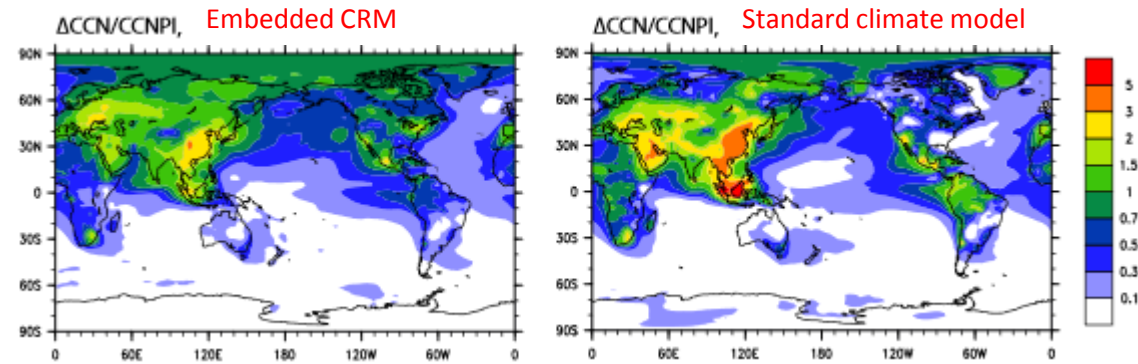 ΔCCN/CCNPI, Embedded CRM
90N
60N
30N
0
30S
60S
90S
0 60E 120E 180 120W 60W 0
ΔCCN/CCNPI, Standard climate model
90N
60N
30N
0
30S
60S
90S
0 60E 120E 180 120W 60W 0
5
3
2
1.5
1
0.7
0.5
0.3
0.1